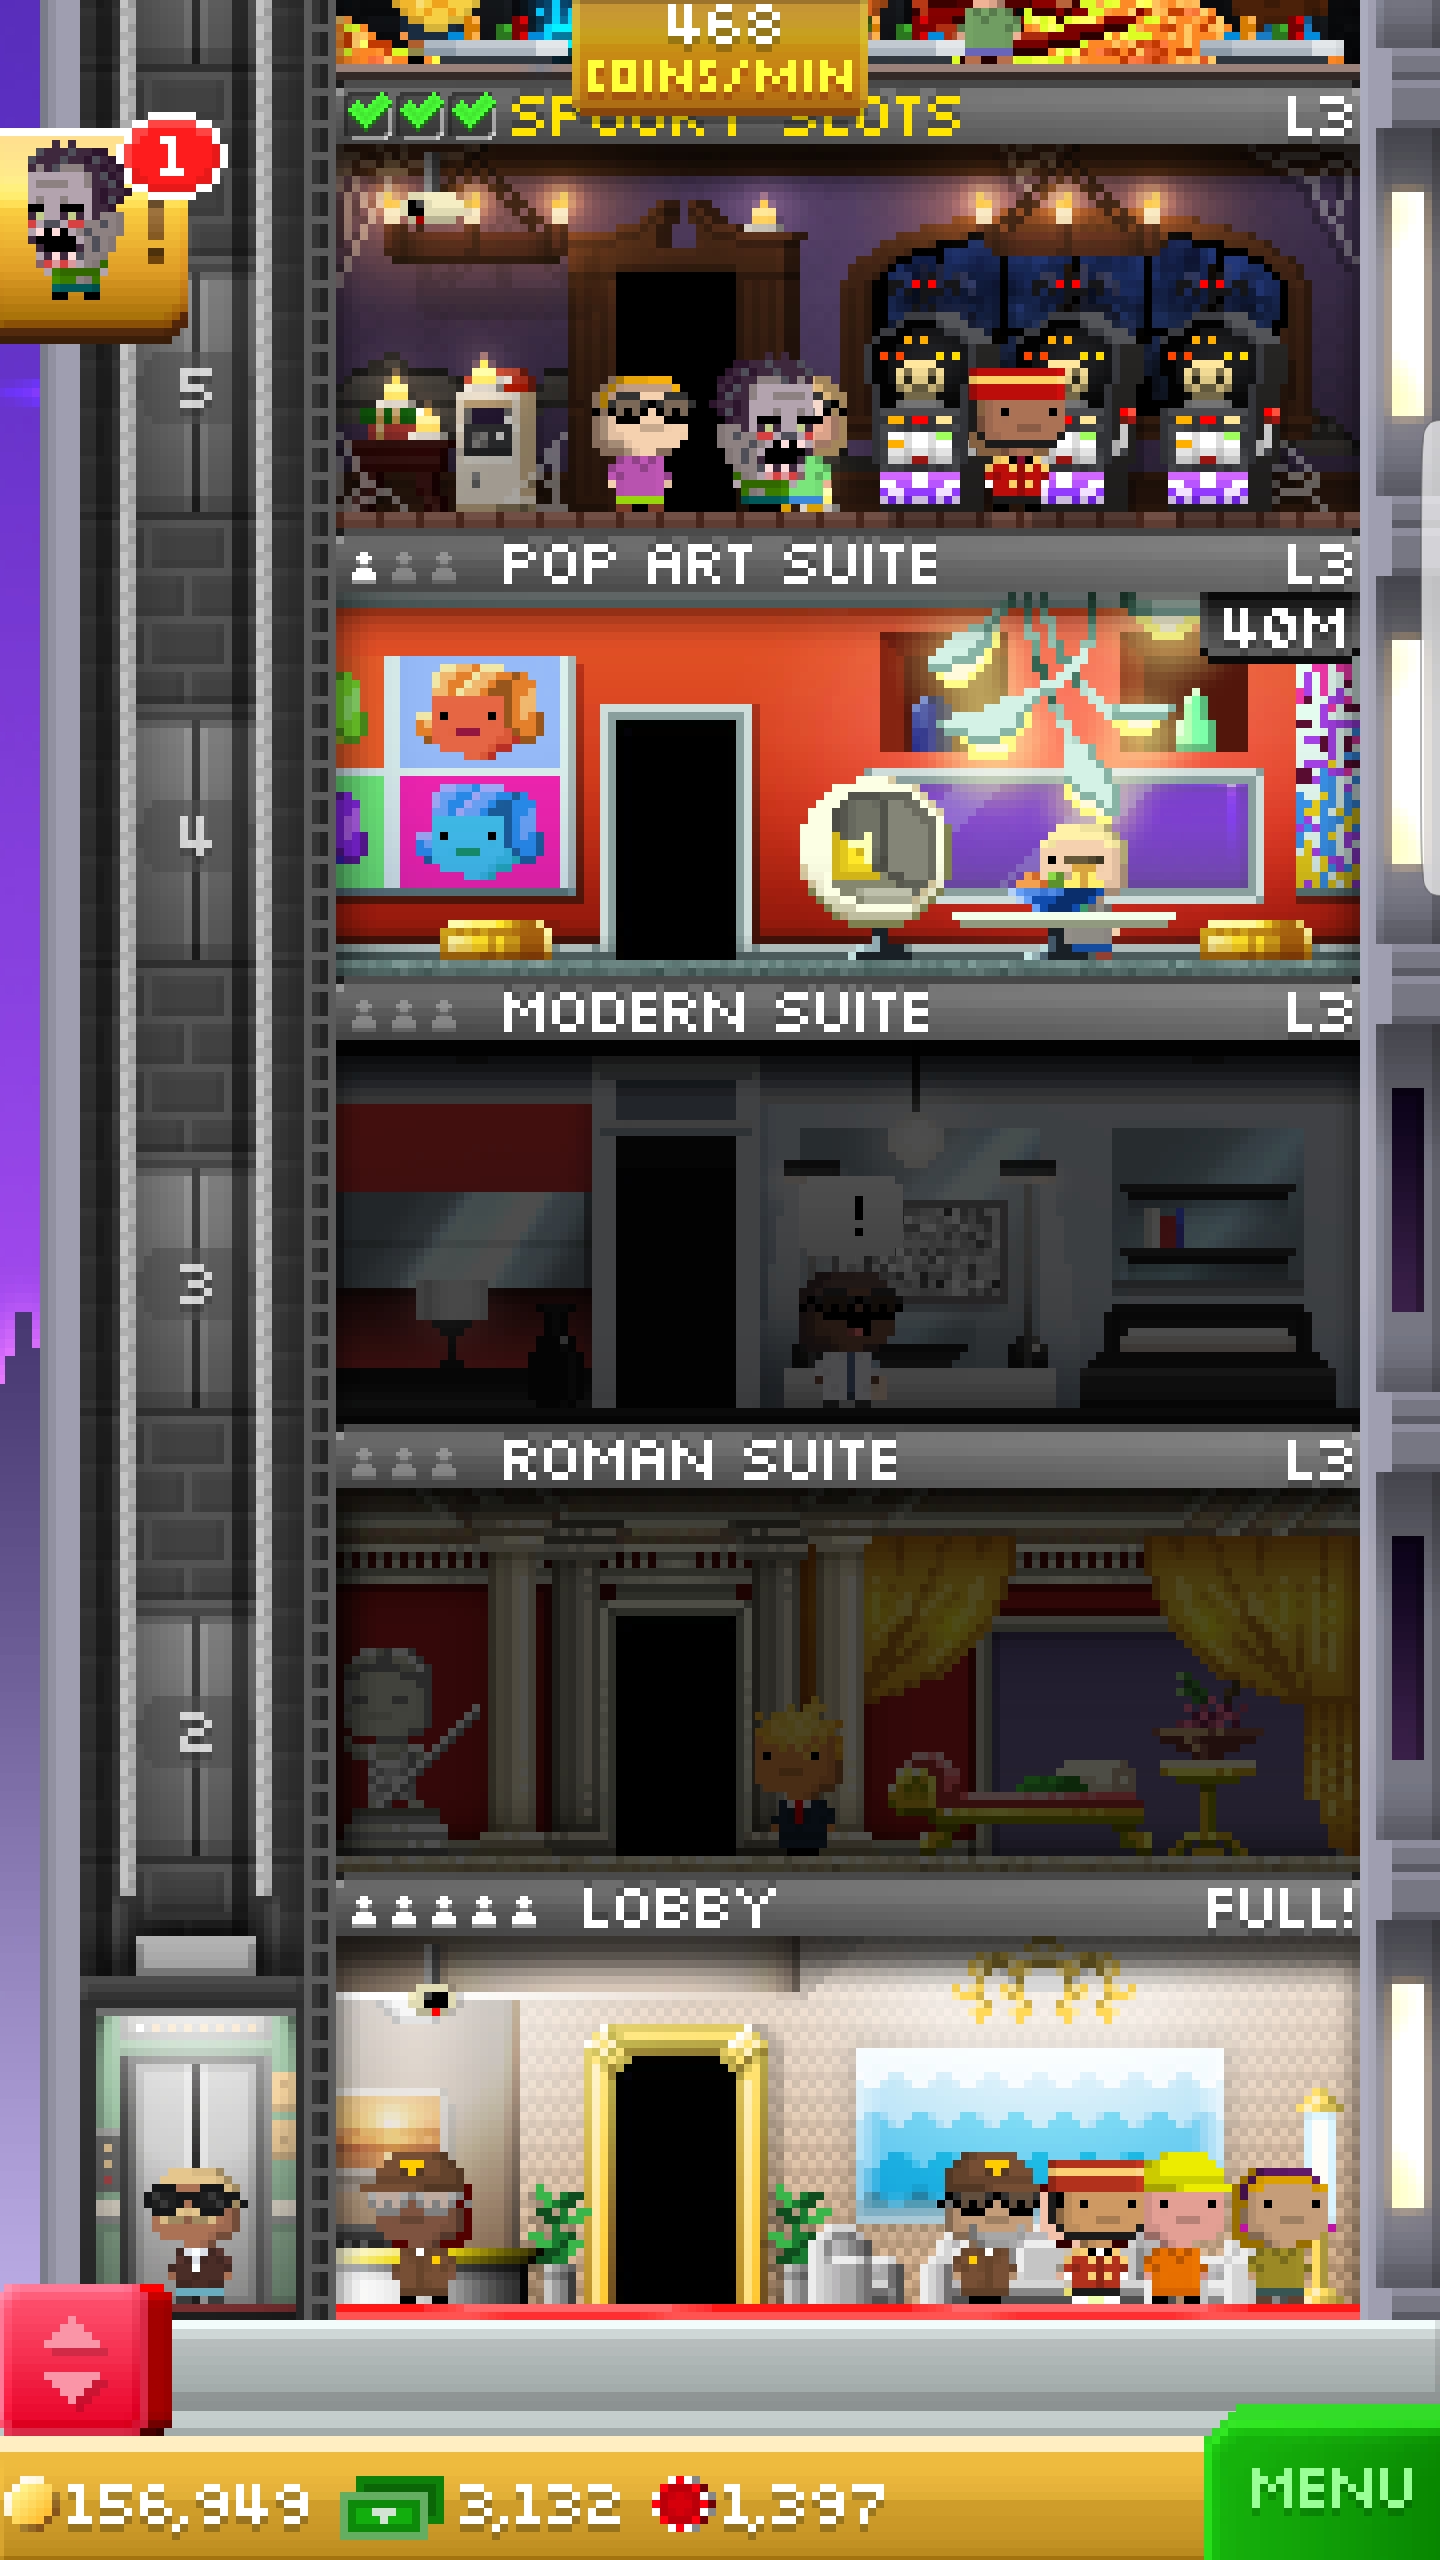 468
COINS/MIN
SPOOKY SLOTS L3
1
!
5
POP ART SUITE L3
40M
4
MODERN SUITE L3
!
3
ROMAN SUITE L3
2
LOBBY FULL!
156,949 3,132 1,397
MENU